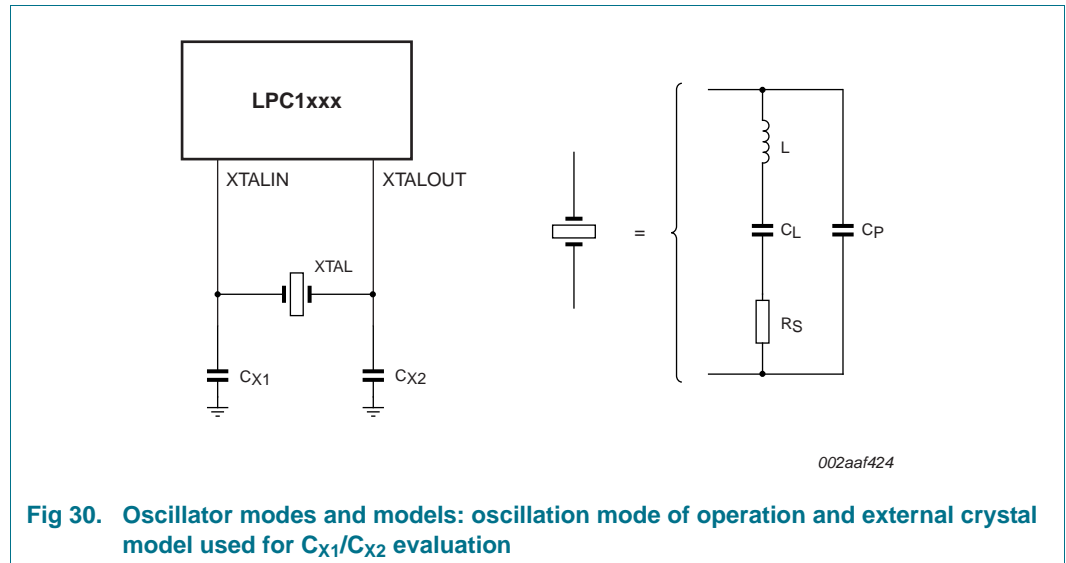 LPC1xxx
XTALIN
XTALOUT
XTAL
CX1
CX2
=
L
CL
CP
RS
002aaf424
Fig 30. Oscillator modes and models: oscillation mode of operation and external crystal
model used for CX1/CX2 evaluation